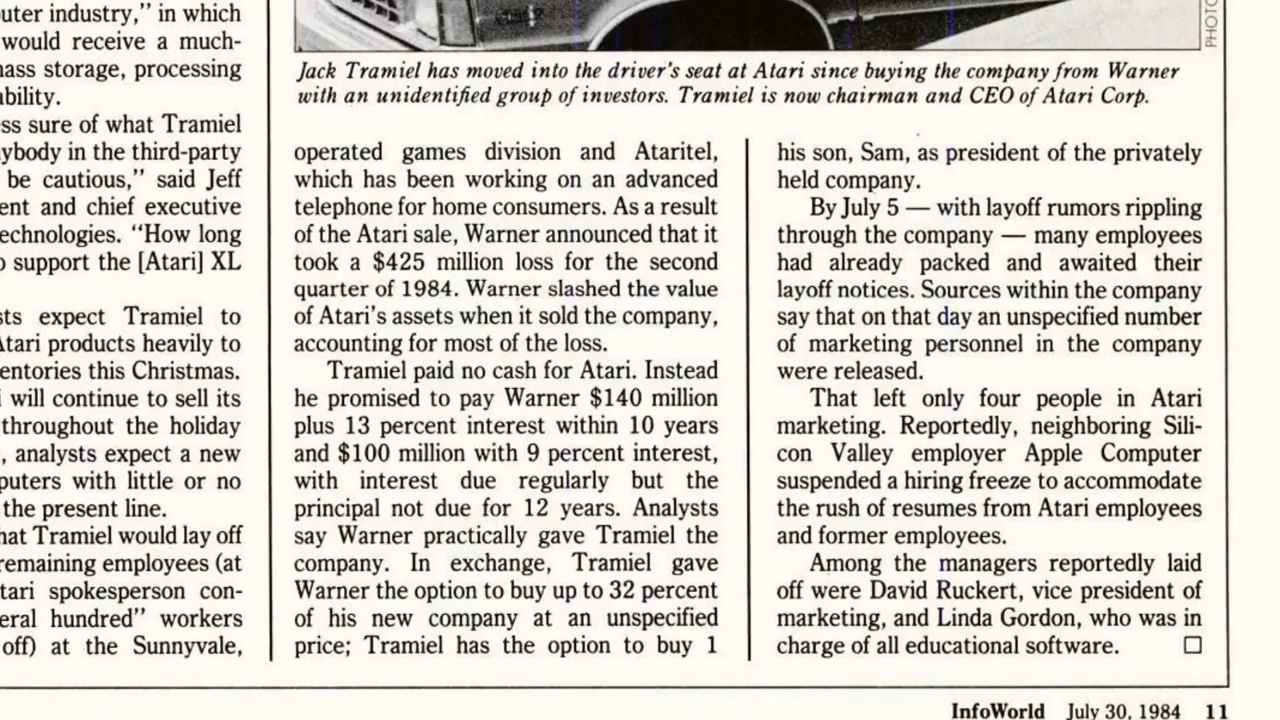 uter industry," in which
would receive a much-
mass storage, processing
ability.
ess sure of what Tramiel
ybody in the third-party
be cautious," said Jeff
ent and chief executive
echnologies. "How long
o support the [Atari] XL
sts expect Tramiel to
Atari products heavily to
entories this Christmas.
i will continue to sell its
throughout the holiday
, analysts expect a new
puters with little or no
the present line.
hat Tramiel would lay off
remaining employees (at
tari spokesperson con-
eral hundred" workers
off) at the Sunnyvale,
PHOTO
Jack Tramiel has moved into the driver's seat at Atari since buying the company from Warner
with an unidentified group of investors. Tramiel is now chairman and CEO of Atari Corp.
operated games division and Ataritel,
which has been working on an advanced
telephone for home consumers. As a result
of the Atari sale, Warner announced that it
took a $425 million loss for the second
quarter of 1984. Warner slashed the value
of Atari's assets when it sold the company,
accounting for most of the loss.
Tramiel paid no cash for Atari. Instead
he promised to pay Warner $140 million
plus 13 percent interest within 10 years
and $100 million with 9 percent interest,
with interest due regularly but the
principal not due for 12 years. Analysts
say Warner practically gave Tramiel the
company. In exchange, Tramiel gave
Warner the option to buy up to 32 percent
of his new company at an unspecified
price; Tramiel has the option to buy 1
his son, Sam, as president of the privately
held company.
By July 5 — with layoff rumors rippling
through the company — many employees
had already packed and awaited their
layoff notices. Sources within the company
say that on that day an unspecified number
of marketing personnel in the company
were released.
That left only four people in Atari
marketing. Reportedly, neighboring Sili-
con Valley employer Apple Computer
suspended a hiring freeze to accommodate
the rush of resumes from Atari employees
and former employees.
Among the managers reportedly laid
off were David Ruckert, vice president of
marketing, and Linda Gordon, who was in
charge of all educational software.
InfoWorld July 30, 1984 11